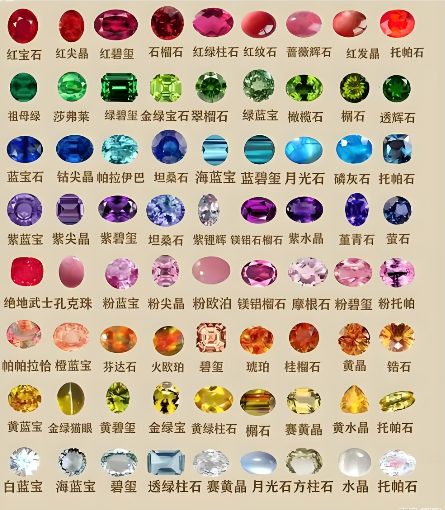 红宝石 红尖晶 红碧玺 石榴石 红绿柱石 红纹石 蔷薇辉石 红发晶 托帕石
祖母绿 莎弗莱 绿碧玺 金绿宝石 翠榴石 绿蓝宝 橄榄石 榍石 透辉石
蓝宝石 钴尖晶 帕拉伊巴 坦桑石 海蓝宝 蓝碧玺 月光石 磷灰石 托帕石
紫蓝宝 紫尖晶 紫碧玺 坦桑石 紫锂辉 镁铝石榴石 紫水晶 堇青石 萤石
绝地武士 孔克珠 粉蓝宝 粉尖晶 粉欧泊 镁铝榴石 摩根石 粉碧玺 粉托帕
帕帕拉恰 橙蓝宝 芬达石 火欧珀 碧玺 琥珀 桂榴石 黄晶 锆石
黄蓝宝 金绿猫眼 黄碧玺 金绿宝 黄绿柱石 榍石 赛黄晶 黄水晶 托帕石
白蓝宝 海蓝宝 碧玺 透绿柱石 赛黄晶 月光石 方柱石 水晶 托帕石